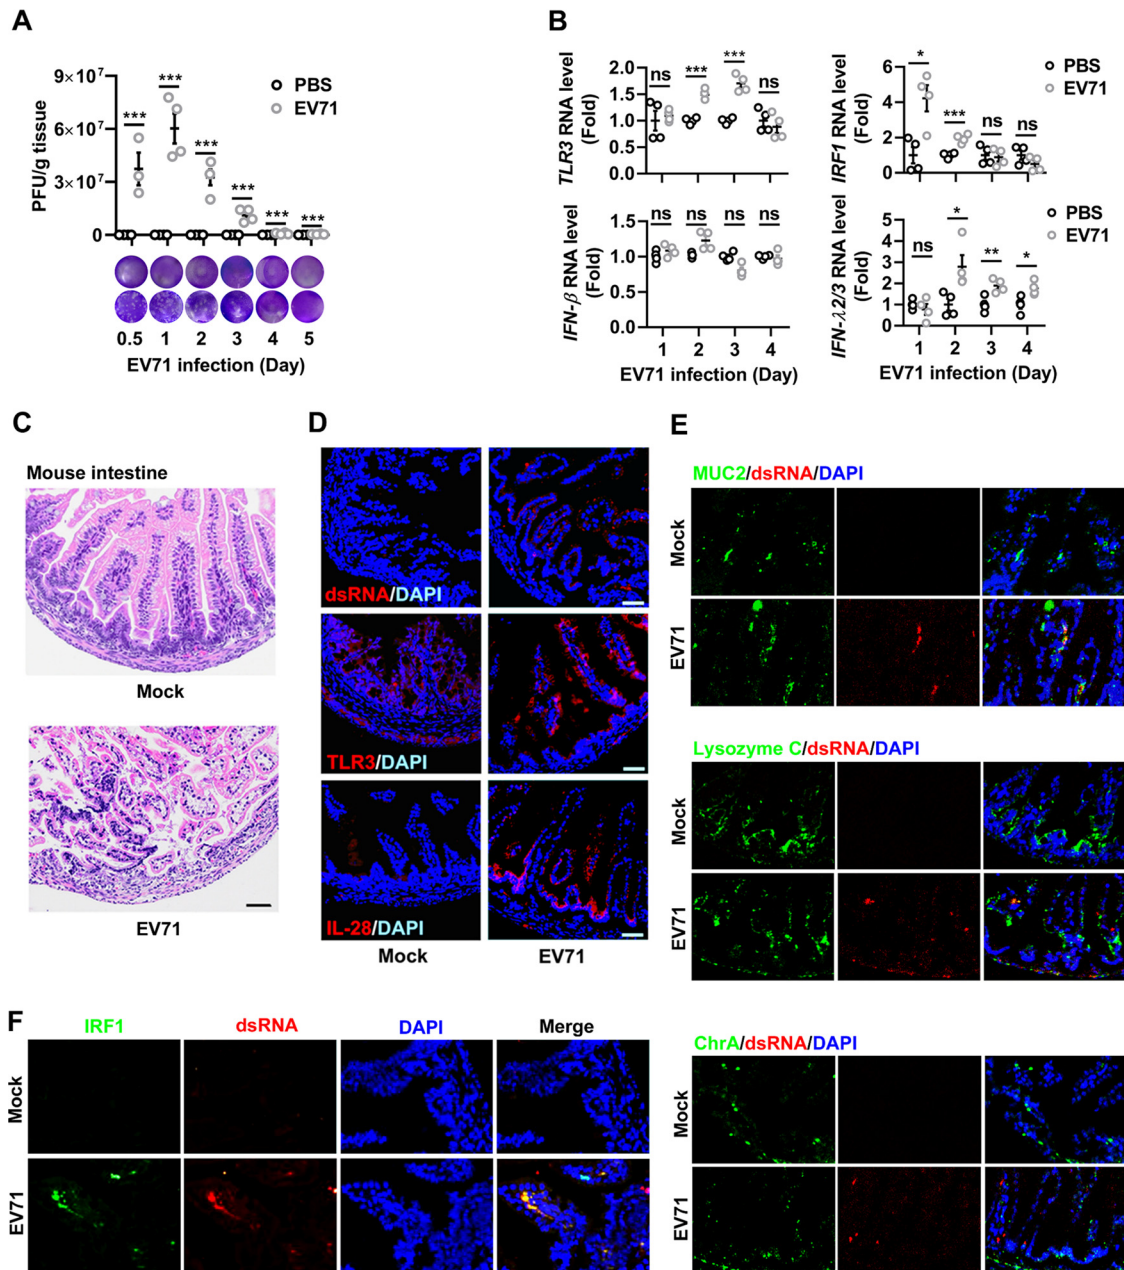 A
PFU/g tissue
9×10⁷
6×10⁷
3×10⁷
0
PBS
EV71
***
***
***
***
***
***
0.5 1 2 3 4 5
EV71 infection (Day)
B
TLR3 RNA level
(Fold)
2.0
1.5
1.0
0.5
0.0
ns *** *** ns
IRF1 RNA level
(Fold)
6
4
2
0
* *** ns ns
PBS
EV71
IFN-β RNA level
(Fold)
1.5
1.0
0.5
0.0
ns ns ns ns
1 2 3 4
EV71 infection (Day)
IFN-λ2/3 RNA level
(Fold)
5
4
3
2
1
0
ns * ** *
PBS
EV71
1 2 3 4
EV71 infection (Day)
C
Mouse intestine
Mock
EV71
D
dsRNA/DAPI
TLR3/DAPI
IL-28/DAPI
Mock EV71
E
MUC2/dsRNA/DAPI
Mock
EV71
Lysozyme C/dsRNA/DAPI
Mock
EV71
ChrA/dsRNA/DAPI
Mock
EV71
F
IRF1 dsRNA DAPI Merge
Mock
EV71